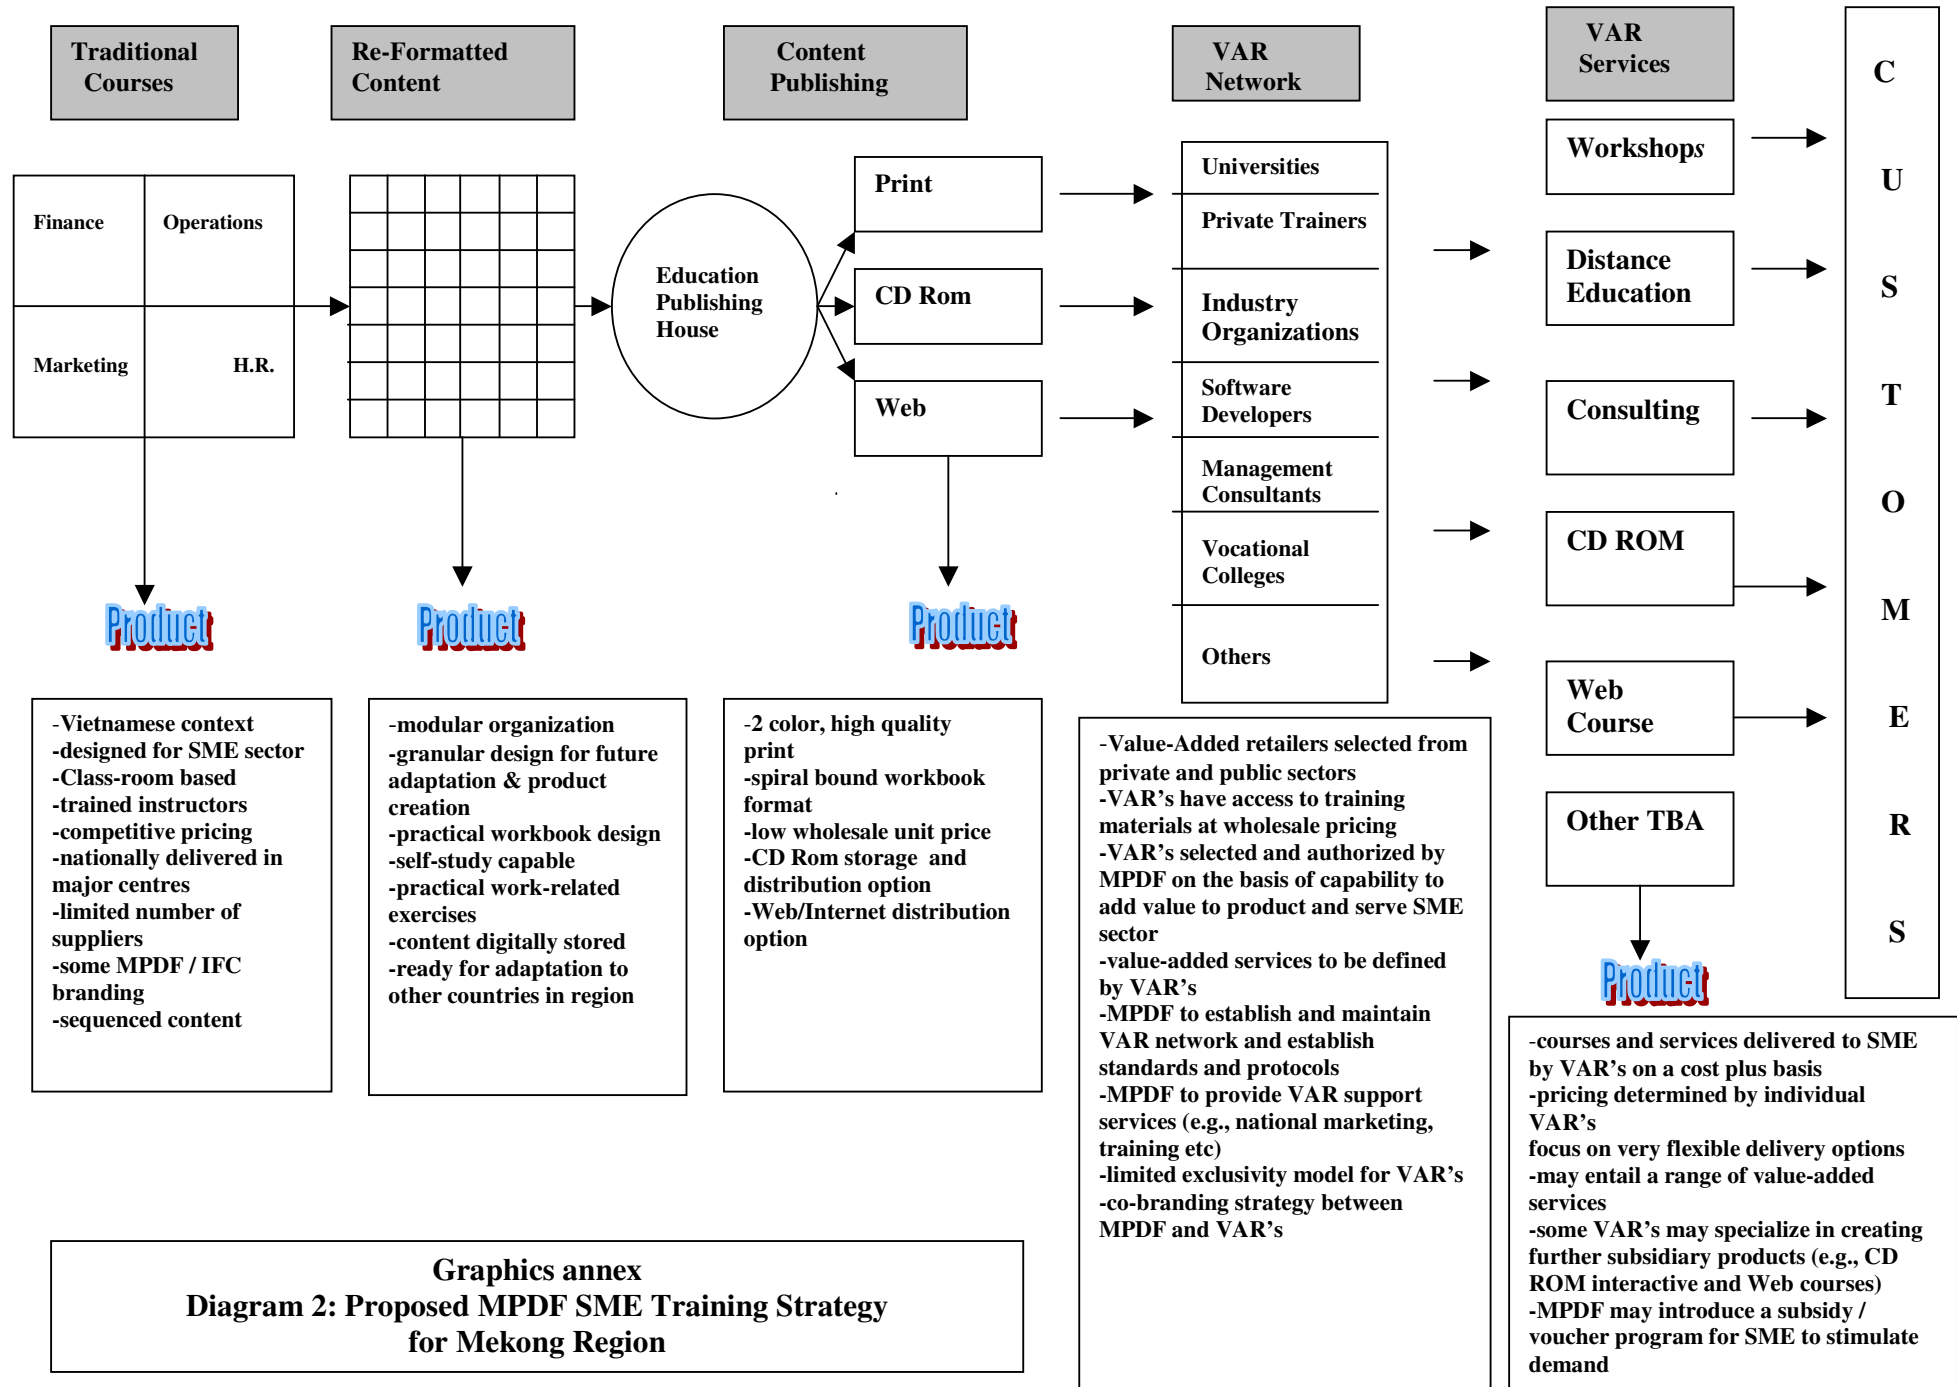 Traditional
Courses
Re-Formatted
Content
Content
Publishing
VAR
Network
VAR
Services
Finance
Operations
Marketing
H.R.
Education
Publishing
House
Print
CD Rom
Web
Universities
Private Trainers
Industry
Organizations
Software
Developers
Management
Consultants
Vocational
Colleges
Others
Workshops
Distance
Education
Consulting
CD ROM
Web
Course
Other TBA
C
U
S
T
O
M
E
R
S
Product
Product
Product
Product
-Vietnamese context
-designed for SME sector
-Class-room based
-trained instructors
-competitive pricing
-nationally delivered in
major centres
-limited number of
suppliers
-some MPDF / IFC
branding
-sequenced content
-modular organization
-granular design for future
adaptation & product
creation
-practical workbook design
-self-study capable
-practical work-related
exercises
-content digitally stored
-ready for adaptation to
other countries in region
-2 color, high quality
print
-spiral bound workbook
format
-low wholesale unit price
-CD Rom storage and
distribution option
-Web/Internet distribution
option
-Value-Added retailers selected from
private and public sectors
-VAR's have access to training
materials at wholesale pricing
-VAR's selected and authorized by
MPDF on the basis of capability to
add value to product and serve SME
sector
-value-added services to be defined
by VAR's
-MPDF to establish and maintain
VAR network and establish
standards and protocols
-MPDF to provide VAR support
services (e.g., national marketing,
training etc)
-limited exclusivity model for VAR's
-co-branding strategy between
MPDF and VAR's
-courses and services delivered to SME
by VAR's on a cost plus basis
-pricing determined by individual
VAR's
focus on very flexible delivery options
-may entail a range of value-added
services
-some VAR's may specialize in creating
further subsidiary products (e.g., CD
ROM interactive and Web courses)
-MPDF may introduce a subsidy /
voucher program for SME to stimulate
demand
Graphics annex
Diagram 2: Proposed MPDF SME Training Strategy
for Mekong Region